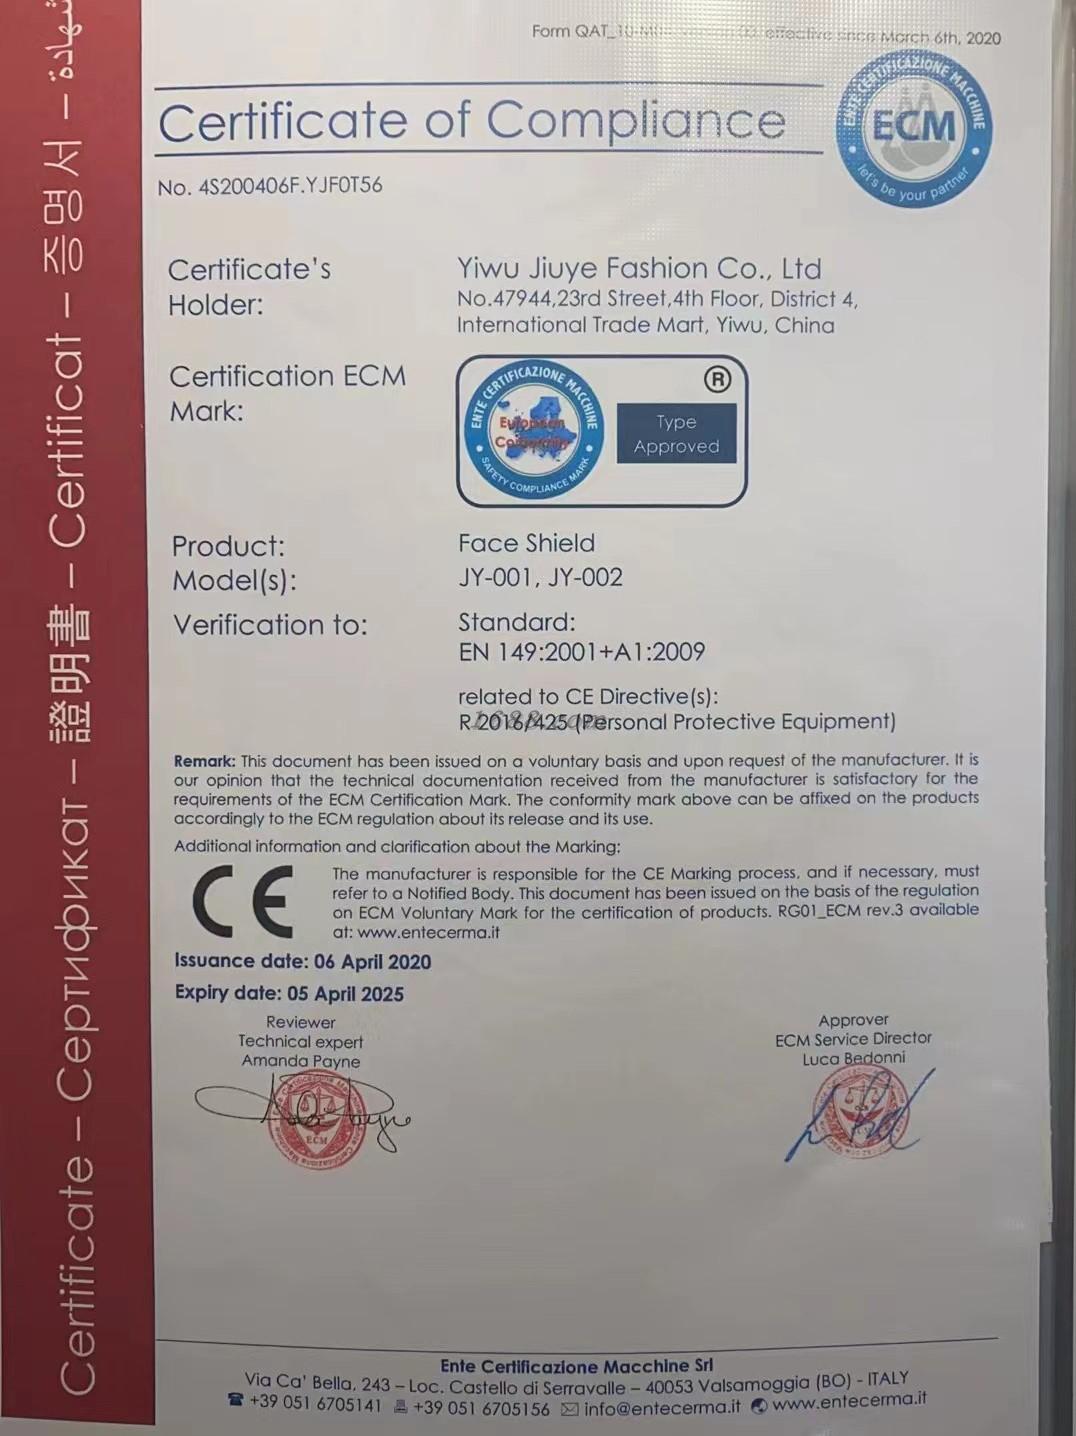 Form QAT_10-M effective since March 6th, 2020
Certificate of Compliance
ENTE CERTIFICAZIONE MACCHINE
ECM
let's be your partner
No. 4S200406F.YJF0T56
Certificate's
Holder:
Yiwu Jiuye Fashion Co., Ltd
No.47944,23rd Street,4th Floor, District 4,
International Trade Mart, Yiwu, China
Certification ECM
Mark:
ENTE CERTIFICAZIONE MACCHINE
European
Conformity
SAFETY COMPLIANCE MARK
®
Type
Approved
Product:
Face Shield
Model(s):
JY-001, JY-002
Verification to:
Standard:
EN 149:2001+A1:2009
related to CE Directive(s):
R 2016/425 (Personal Protective Equipment)
1688.com
Remark: This document has been issued on a voluntary basis and upon request of the manufacturer. It is
our opinion that the technical documentation received from the manufacturer is satisfactory for the
requirements of the ECM Certification Mark. The conformity mark above can be affixed on the products
accordingly to the ECM regulation about its release and its use.
Additional information and clarification about the Marking:
CE
The manufacturer is responsible for the CE Marking process, and if necessary, must
refer to a Notified Body. This document has been issued on the basis of the regulation
on ECM Voluntary Mark for the certification of products. RG01_ECM rev.3 available
at: www.entecerma.it
Issuance date: 06 April 2020
Expiry date: 05 April 2025
Reviewer
Technical expert
Amanda Payne
Approver
ECM Service Director
Luca Bedonni
ECM
Ente Certificazione Macchine Srl
Via Ca' Bella, 243 – Loc. Castello di Serravalle – 40053 Valsamoggia (BO) - ITALY
+39 051 6705141 +39 051 6705156 info@entecerma.it www.entecerma.it
Certificate – Сертификат – 證明書 – Certificat – 증명서 – شهادة